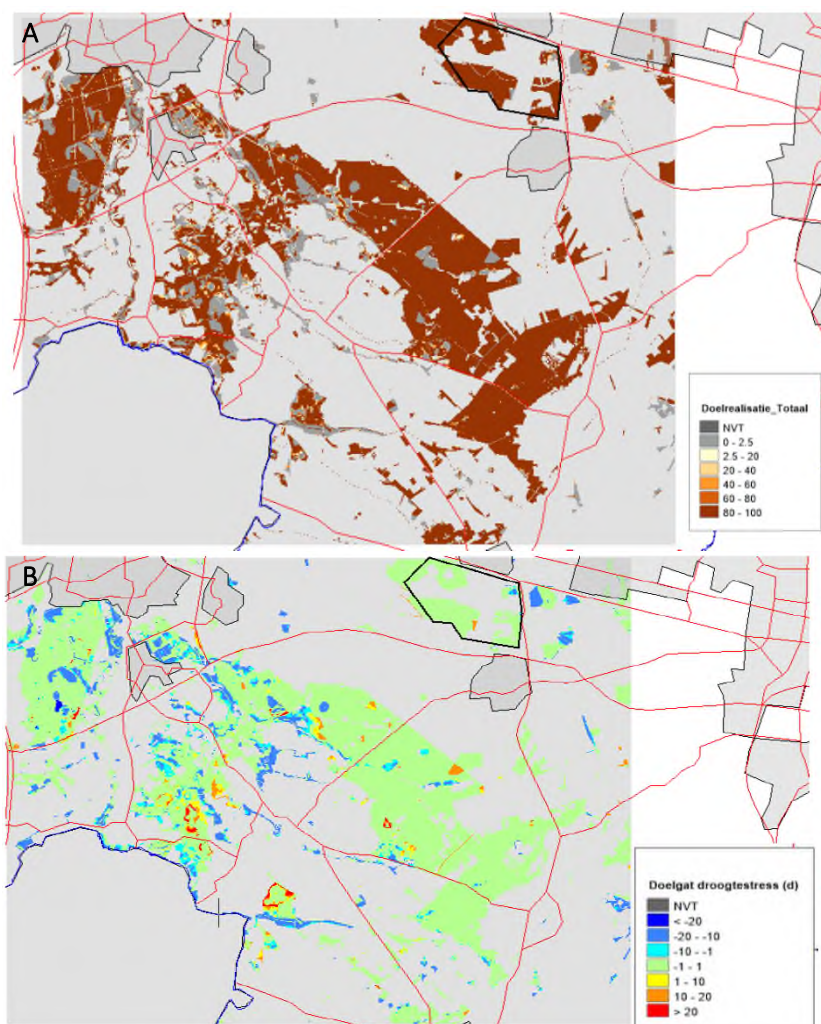 A
Doelrealisatie_Totaal
NVT
0 - 2.5
2.5 - 20
20 - 40
40 - 60
60 - 80
80 - 100
B
Doelgat droogtestress (d)
NVT
< -20
-20 - -10
-10 - -1
-1 - 1
1 - 10
10 - 20
> 20